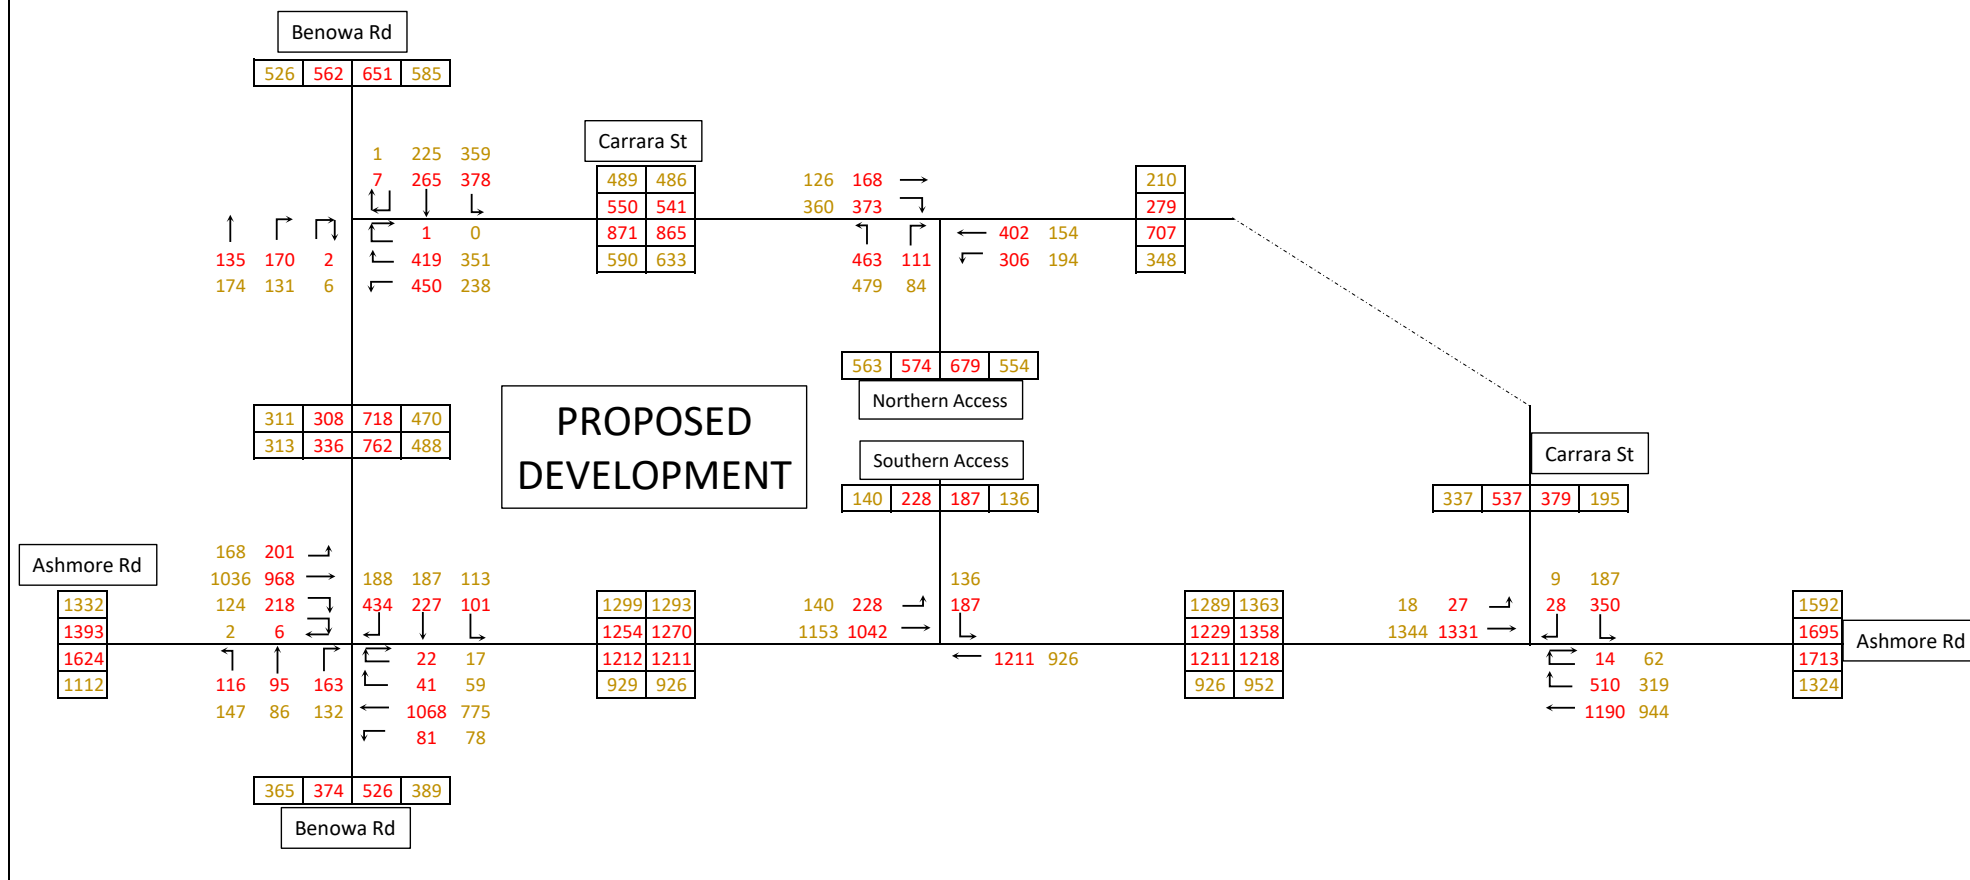 Benowa Rd
526 562 651 585
1 225 359
7 265 378
Carrara St
489 486
550 541
871 865
590 633
126 168
360 373
210
279
707
348
1 0
135 170 2 419 351
174 131 6 450 238
402 154
463 111 306 194
479 84
563 574 679 554
Northern Access
311 308 718 470
313 336 762 488
PROPOSED
DEVELOPMENT
Southern Access
140 228 187 136
Carrara St
337 537 379 195
Ashmore Rd
1332
1393
1624
1112
168 201
1036 968
124 218
2 6
188 187 113
434 227 101
1299 1293
1254 1270
1212 1211
929 926
136
140 228 187
1153 1042
1289 1363
1229 1358
1211 1218
926 952
9 187
18 27 28 350
1344 1331
1592
1695
1713
1324
Ashmore Rd
22 17
116 95 163 41 59
147 86 132 1068 775
81 78
1211 926
14 62
510 319
1190 944
365 374 526 389
Benowa Rd